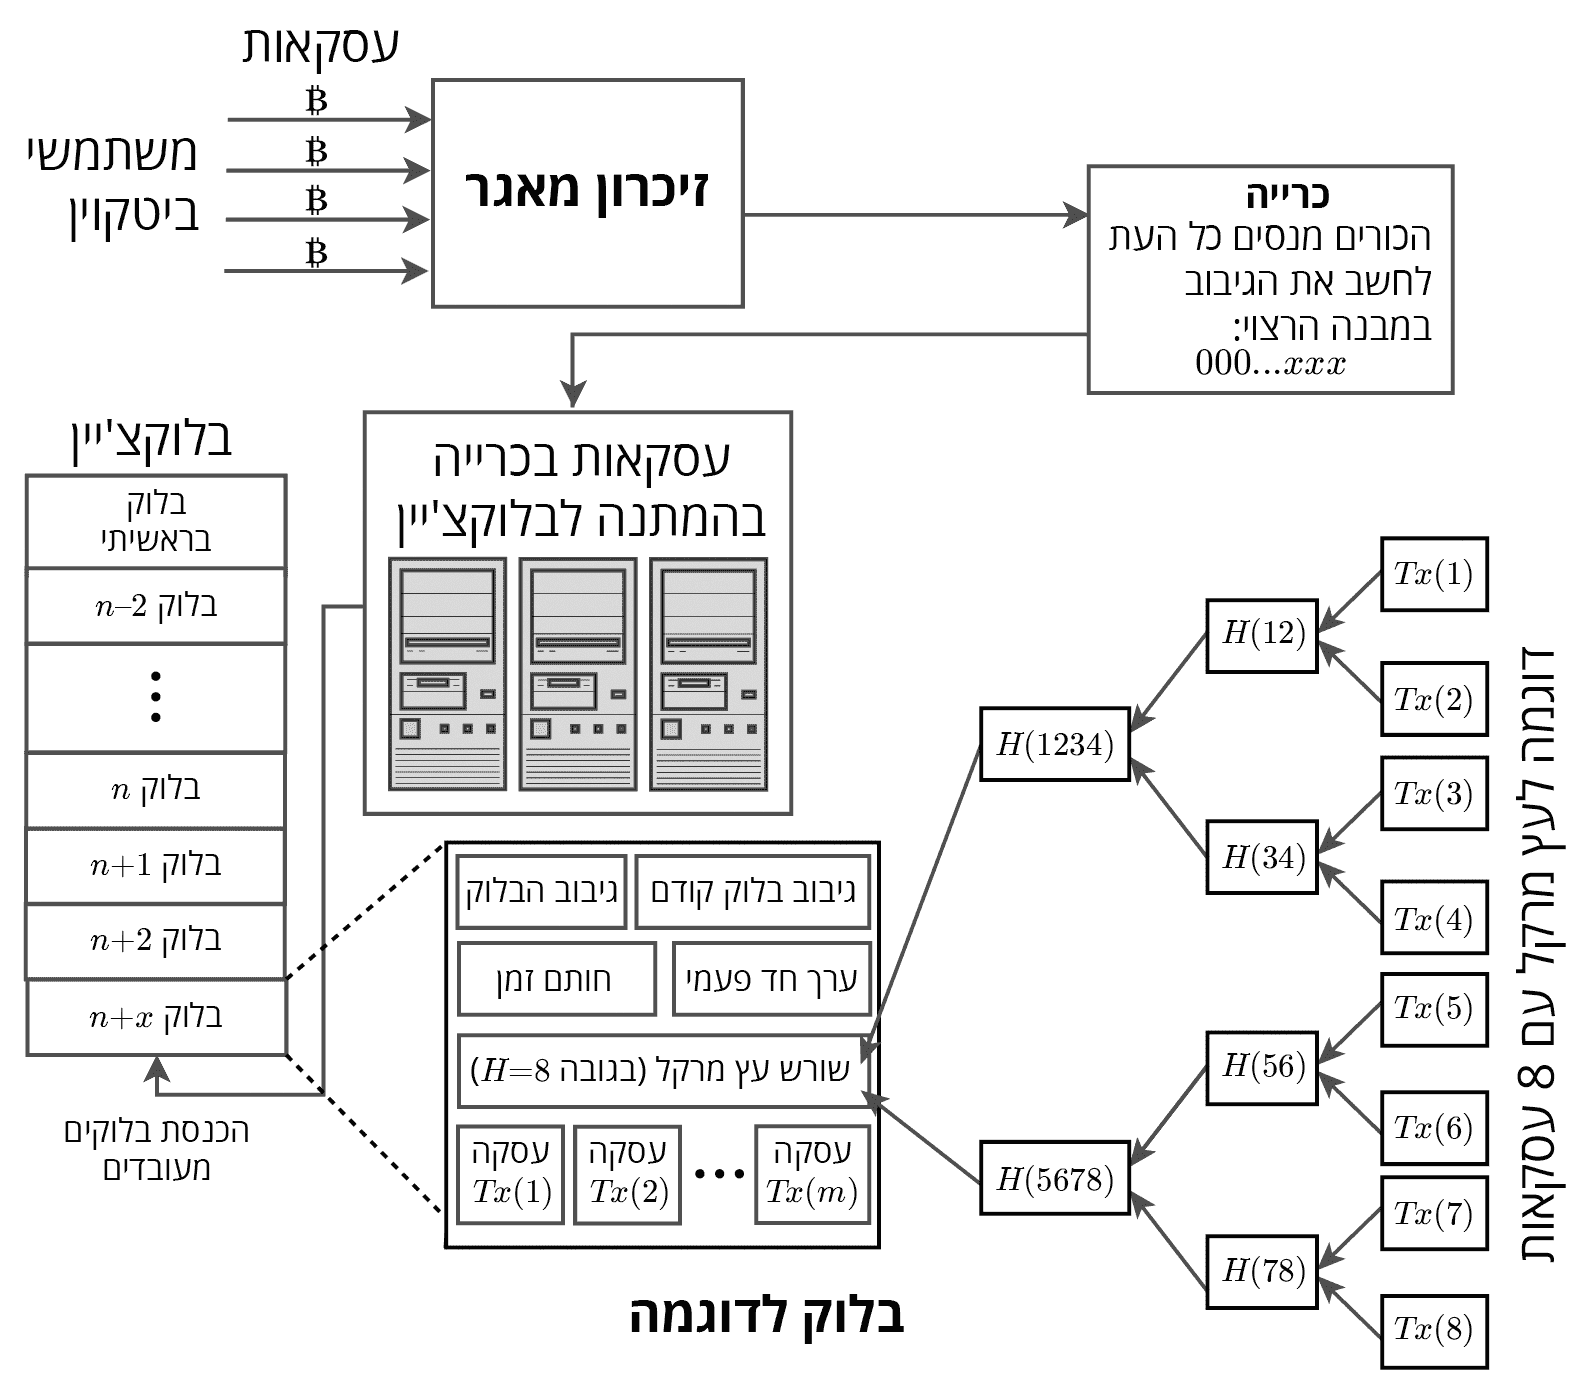 עסקאות
₿
₿
₿
₿
משתמשי
ביטקוין
זיכרון מאגר
כרייה
הכורים מנסים כל העת
לחשב את הגיבוב
במבנה הרצוי:
000...xxx
עסקאות בכרייה
בהמתנה לבלוקצ'יין
בלוקצ'יין
בלוק
בראשיתי
בלוק n–2
בלוק n
בלוק n+1
בלוק n+2
בלוק n+x
הכנסת בלוקים
מעובדים
גיבוב בלוק קודם
גיבוב הבלוק
ערך חד פעמי
חותם זמן
שורש עץ מרקל (בגובה H=8)
עסקה
Tx(1)
עסקה
Tx(2)
עסקה
Tx(m)
בלוק לדוגמה
H(1234)
H(5678)
H(12)
H(34)
H(56)
H(78)
Tx(1)
Tx(2)
Tx(3)
Tx(4)
Tx(5)
Tx(6)
Tx(7)
Tx(8)
דוגמה לעץ מרקל עם 8 עסקאות